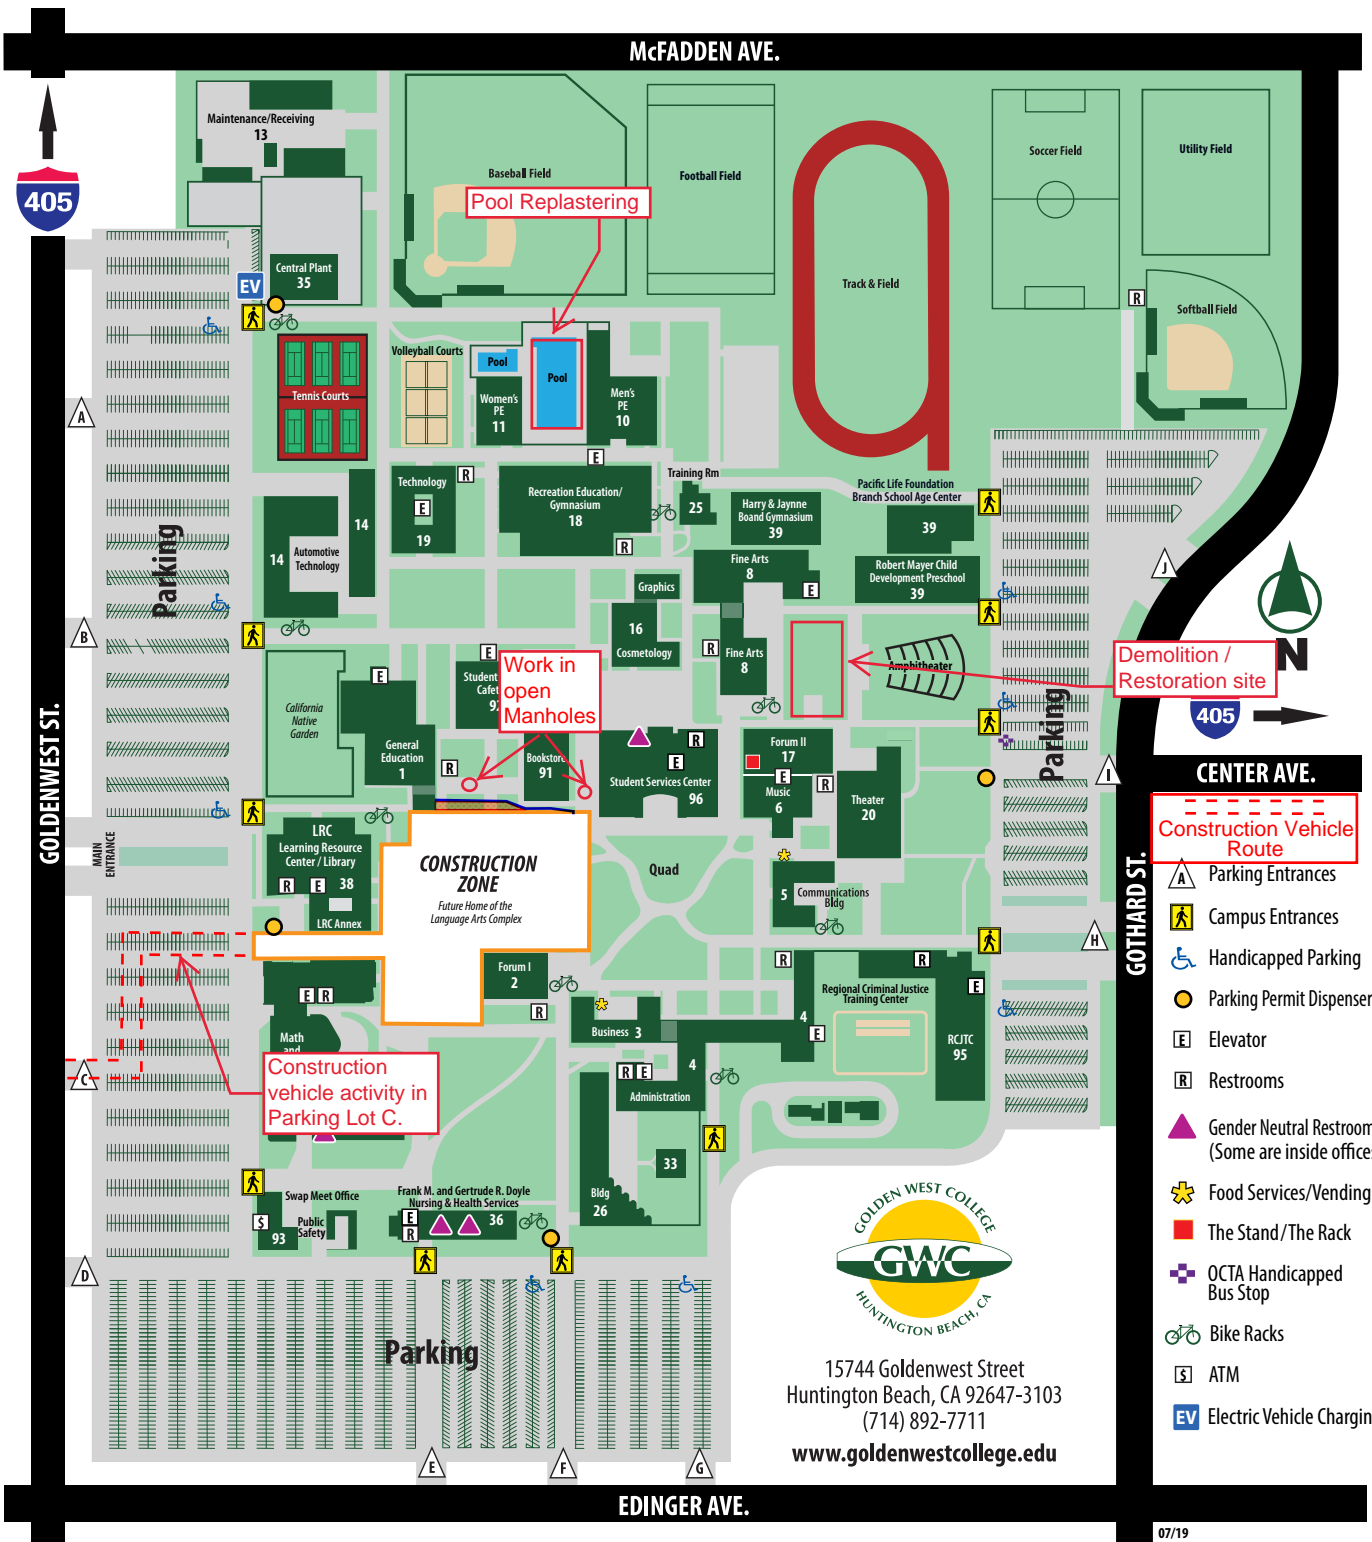 McFADDEN AVE.
405
Maintenance/Receiving
13
Baseball Field
Pool Replastering
Football Field
Soccer Field
Utility Field
Track & Field
Softball Field
R
Central Plant
35
EV
Tennis Courts
Volleyball Courts
Pool
Pool
Women's
PE
11
Men's
PE
10
A
Parking
Technology
E
19
R
E
Recreation Education/
Gymnasium
18
R
Training Rm
25
Harry & Jaynne
Boand Gymnasium
39
Pacific Life Foundation
Branch School Age Center
39
Robert Mayer Child
Development Preschool
39
14
14
Automotive
Technology
Fine Arts
8
E
Graphics
16
Cosmetology
R
Fine Arts
8
Amphitheater
Demolition /
Restoration site
J
N
405
B
California
Native
Garden
E
General
Education
1
R
E
Student
Work in
open
Manholes
Bookstore
91
R
E
Student Services Center
96
Forum II
17
E
Music
6
R
Theater
20
Parking
I
CENTER AVE.
GOLDENWEST ST.
MAIN
ENTRANCE
LRC
Learning Resource
Center / Library
R
E
38
LRC Annex
CONSTRUCTION
ZONE
Future Home of the
Language Arts Complex
Quad
5
Communications
Bldg
H
GOTHARD ST.
Forum I
2
R
E
R
Math
and
Construction
vehicle activity in
Parking Lot C.
C
Business
3
R
E
4
Administration
4
E
R
Regional Criminal Justice
Training Center
R
E
RCJTC
95
33
Bldg
26
Swap Meet Office
$
93
Public
Safety
Frank M. and Gertrude R. Doyle
Nursing & Health Services
E
R
36
D
Parking
E
F
G
GOLDEN WEST COLLEGE
GWC
HUNTINGTON BEACH, CA
15744 Goldenwest Street
Huntington Beach, CA 92647-3103
(714) 892-7711
www.goldenwestcollege.edu
Construction Vehicle
Route
A Parking Entrances
Campus Entrances
Handicapped Parking
Parking Permit Dispenser
E Elevator
R Restrooms
Gender Neutral Restroom
(Some are inside office
Food Services/Vending
The Stand/The Rack
OCTA Handicapped
Bus Stop
Bike Racks
$ ATM
EV Electric Vehicle Chargin
EDINGER AVE.
07/19